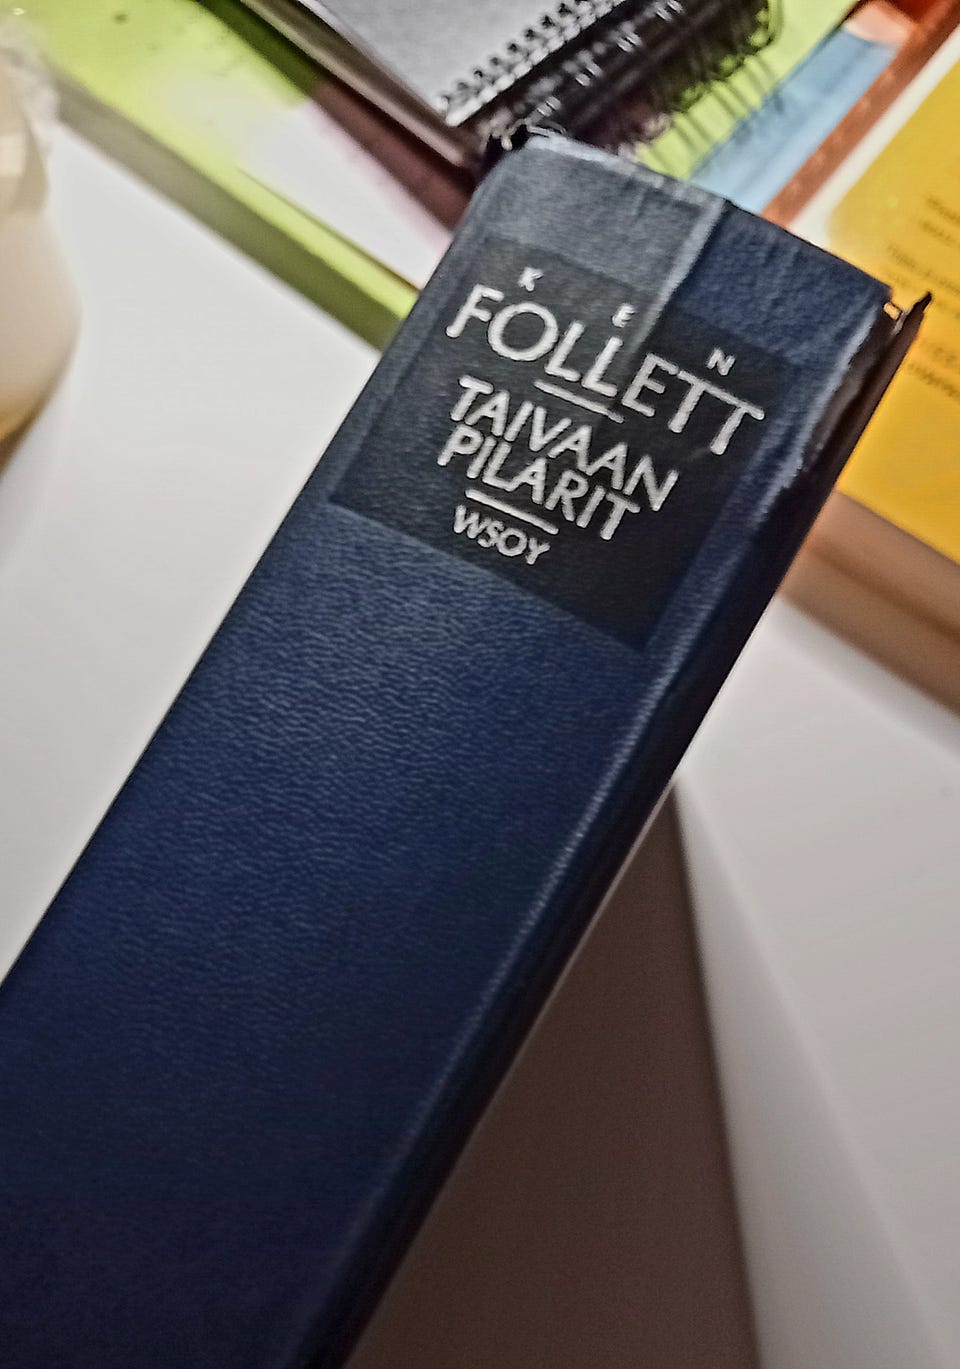 KEN
FOLLETT
TAIVAAN
PILARIT
WSOY